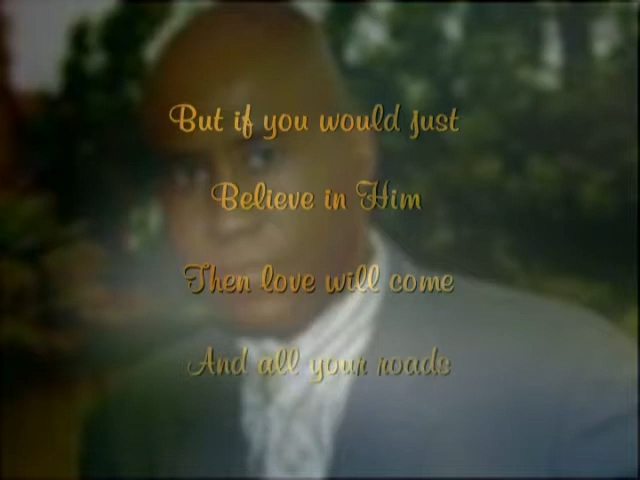 But if you would just
Believe in Him
Then love will come
And all your roads